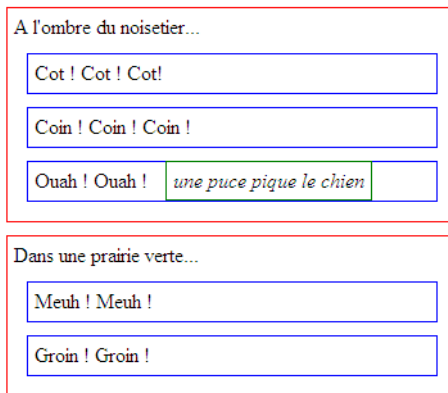 A l'ombre du noisetier...
Cot ! Cot ! Cot!
Coin ! Coin ! Coin !
Ouah ! Ouah ! une puce pique le chien
Dans une prairie verte...
Meuh ! Meuh !
Groin ! Groin !